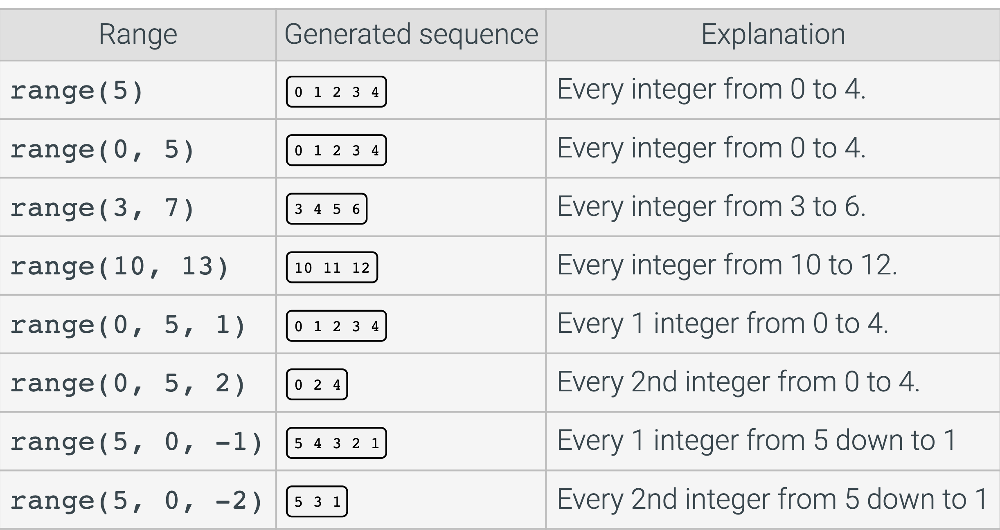 Range Generated sequence Explanation
range(5) 0 1 2 3 4 Every integer from 0 to 4.
range(0, 5) 0 1 2 3 4 Every integer from 0 to 4.
range(3, 7) 3 4 5 6 Every integer from 3 to 6.
range(10, 13) 10 11 12 Every integer from 10 to 12.
range(0, 5, 1) 0 1 2 3 4 Every 1 integer from 0 to 4.
range(0, 5, 2) 0 2 4 Every 2nd integer from 0 to 4.
range(5, 0, -1) 5 4 3 2 1 Every 1 integer from 5 down to 1
range(5, 0, -2) 5 3 1 Every 2nd integer from 5 down to 1